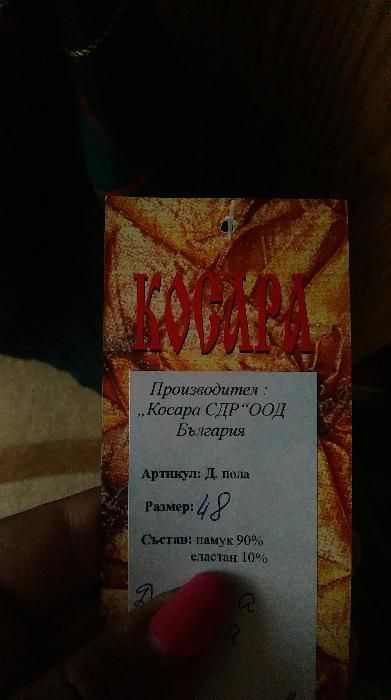 КОСАРА
Производител :
„Косара СДР“ООД
България
Артикул: Д. пола
Размер: 48
Състав: памук 90%
еластан 10%